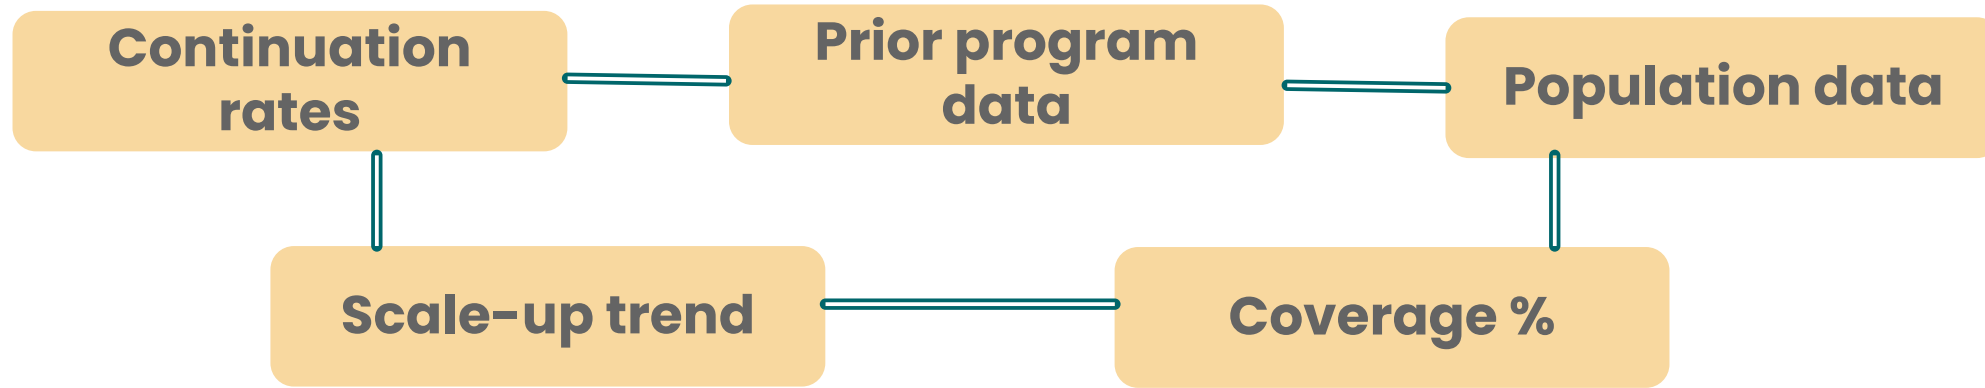 Continuation
rates
Prior program
data
Population data
Scale-up trend
Coverage %